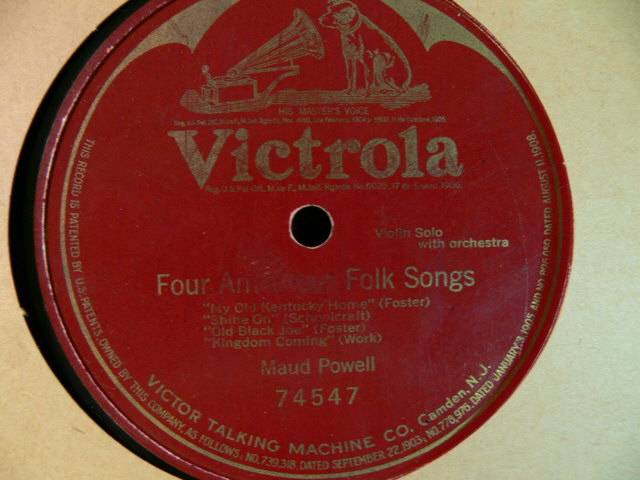 HIS MASTER'S VOICE
Victrola
Violin Solo
with orchestra
Four American Folk Songs
"My Old Kentucky Home" (Foster)
"Shine On" (Schoolcraft)
"Old Black Joe" (Foster)
"Kingdom Coming" (Work)
Maud Powell
74547
VICTOR TALKING MACHINE CO. Camden, N.J.
THIS RECORD IS PATENTED BY U.S. PATENTS, OWNED BY THIS COMPANY, AS FOLLOWS, NO. 739,318, DATED SEPTEMBER 22, 1903; NO. 778,975, DATED JANUARY 3, 1905, AND NO. DATED AUGUST 11, 1908.